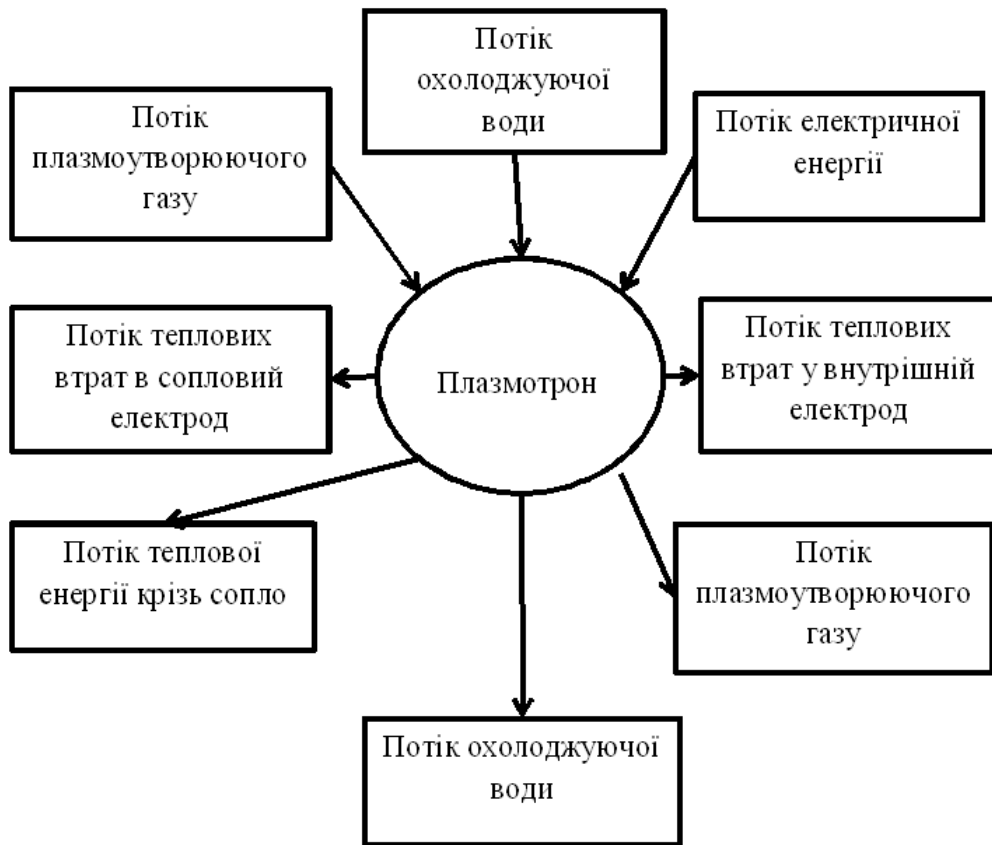 Потік
охолоджуючої
води
Потік
плазмоутворюючого
газу
Потік електричної
енергії
Потік теплових
втрат в сопловий
електрод
Плазмотрон
Потік теплових
втрат у внутрішній
електрод
Потік теплової
енергії крізь сопло
Потік
плазмоутворюючого
газу
Потік охолоджуючої
води